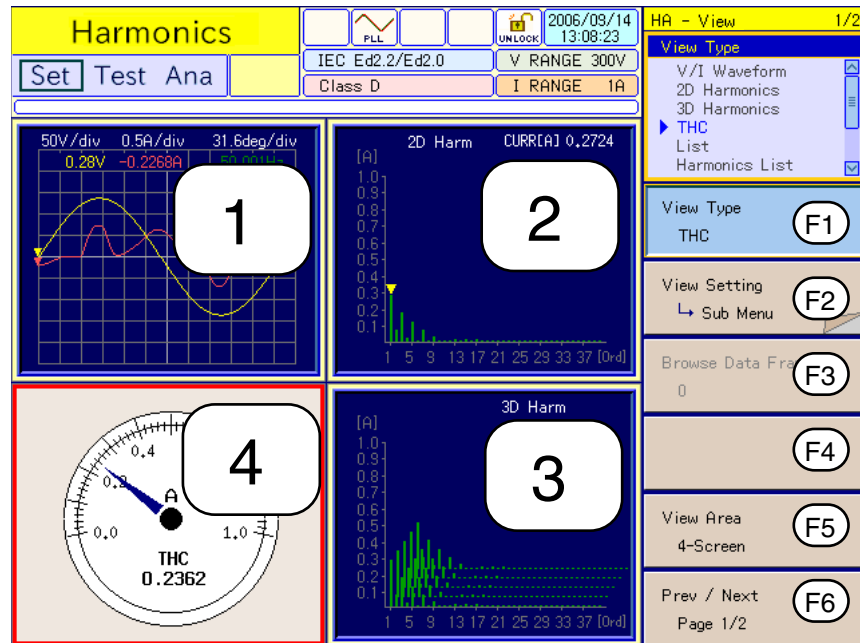 Harmonics
PLL
UNLOCK
2006/09/14
13:08:23
Set Test Ana
IEC Ed2.2/Ed2.0
V RANGE 300V
Class D
I RANGE 1A
50V/div 0.5A/div 31.6deg/div
0.28V -0.2268A 50.001Hz
1
2D Harm CURR[A] 0.2724
[A]
1.0
0.9
0.8
0.7
0.6
0.5
0.4
0.3
0.2
0.1
1 5 9 13 17 21 25 29 33 37 [Ord]
2
0.0
0.4
1.0
A
THC
0.2362
4
3D Harm
[A]
1.0
0.9
0.8
0.7
0.6
0.5
0.4
0.3
0.2
0.1
1 5 9 13 17 21 25 29 33 37 [Ord]
3
HA - View 1/2
View Type
V/I Waveform
2D Harmonics
3D Harmonics
THC
List
Harmonics List
View Type
THC
F1
View Setting
Sub Menu
F2
Browse Data Fra
0
F3
F4
View Area
4-Screen
F5
Prev / Next
Page 1/2
F6